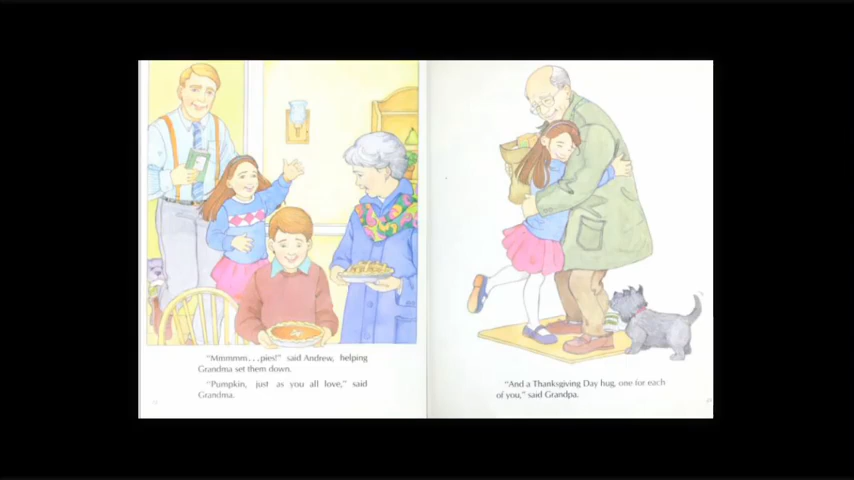 "Mmmmm...pies!" said Andrew, helping
Grandma set them down.
"Pumpkin, just as you all love," said
Grandma.
"And a Thanksgiving Day hug, one for each
of you," said Grandpa.